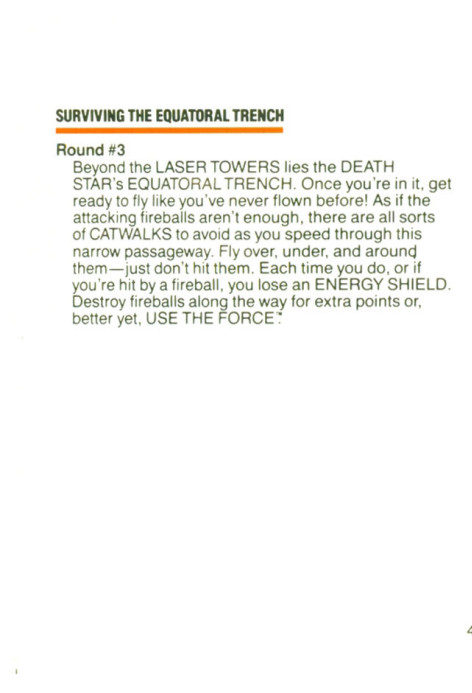 SURVIVING THE EQUATORAL TRENCH
Round #3
Beyond the LASER TOWERS lies the DEATH
STAR's EQUATORAL TRENCH. Once you're in it, get
ready to fly like you've never flown before! As if the
attacking fireballs aren't enough, there are all sorts
of CATWALKS to avoid as you speed through this
narrow passageway. Fly over, under, and around
them—just don't hit them. Each time you do, or if
you're hit by a fireball, you lose an ENERGY SHIELD.
Destroy fireballs along the way for extra points or,
better yet, USE THE FORCE™